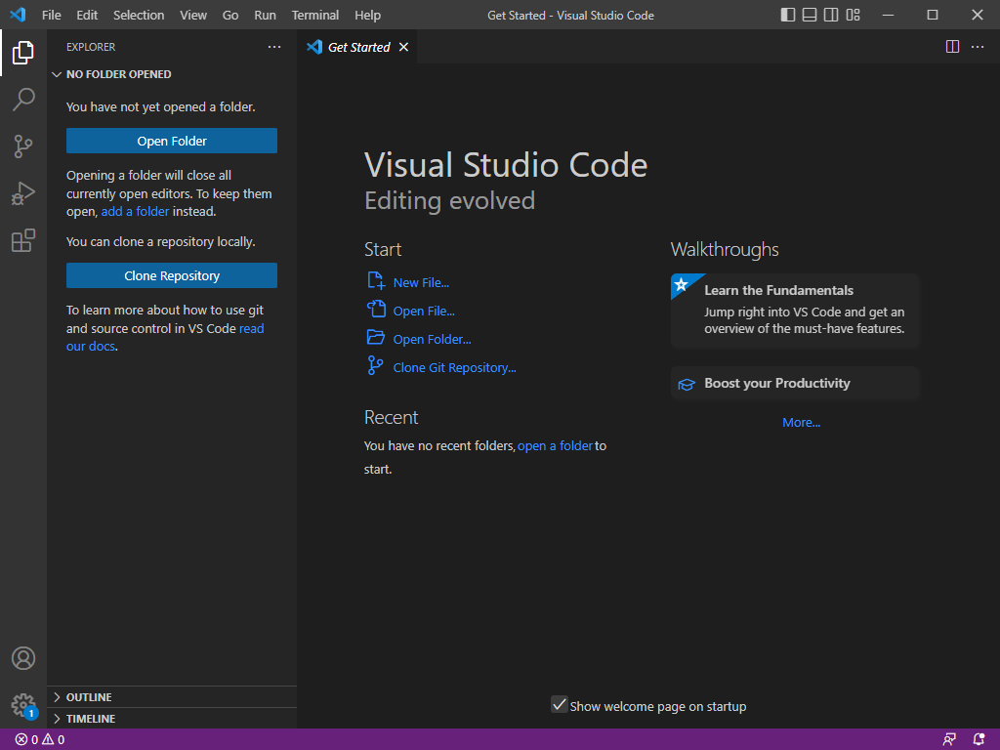 File Edit Selection View Go Run Terminal Help
Get Started - Visual Studio Code
EXPLORER
NO FOLDER OPENED
You have not yet opened a folder.
Open Folder
Opening a folder will close all
currently open editors. To keep them
open, add a folder instead.
You can clone a repository locally.
Clone Repository
To learn more about how to use git
and source control in VS Code read
our docs.
OUTLINE
TIMELINE
Get Started
Visual Studio Code
Editing evolved
Start
New File...
Open File...
Open Folder...
Clone Git Repository...
Recent
You have no recent folders, open a folder to
start.
Walkthroughs
Learn the Fundamentals
Jump right into VS Code and get an
overview of the must-have features.
Boost your Productivity
More...
Show welcome page on startup
1
0 0